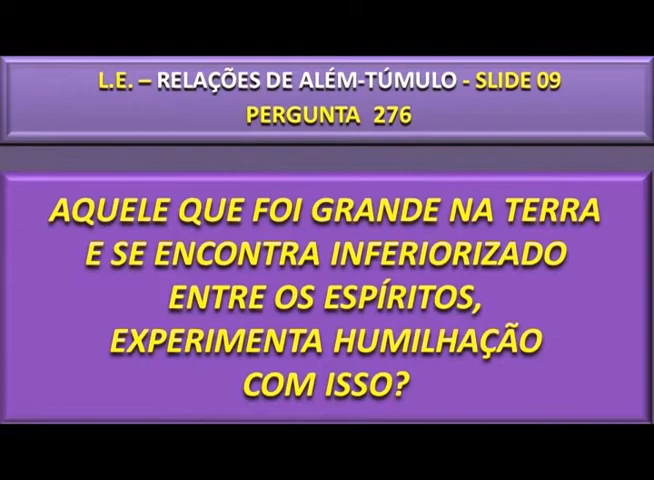 L.E. – RELAÇÕES DE ALÉM-TÚMULO - SLIDE 09
PERGUNTA 276
AQUELE QUE FOI GRANDE NA TERRA
E SE ENCONTRA INFERIORIZADO
ENTRE OS ESPÍRITOS,
EXPERIMENTA HUMILHAÇÃO
COM ISSO?